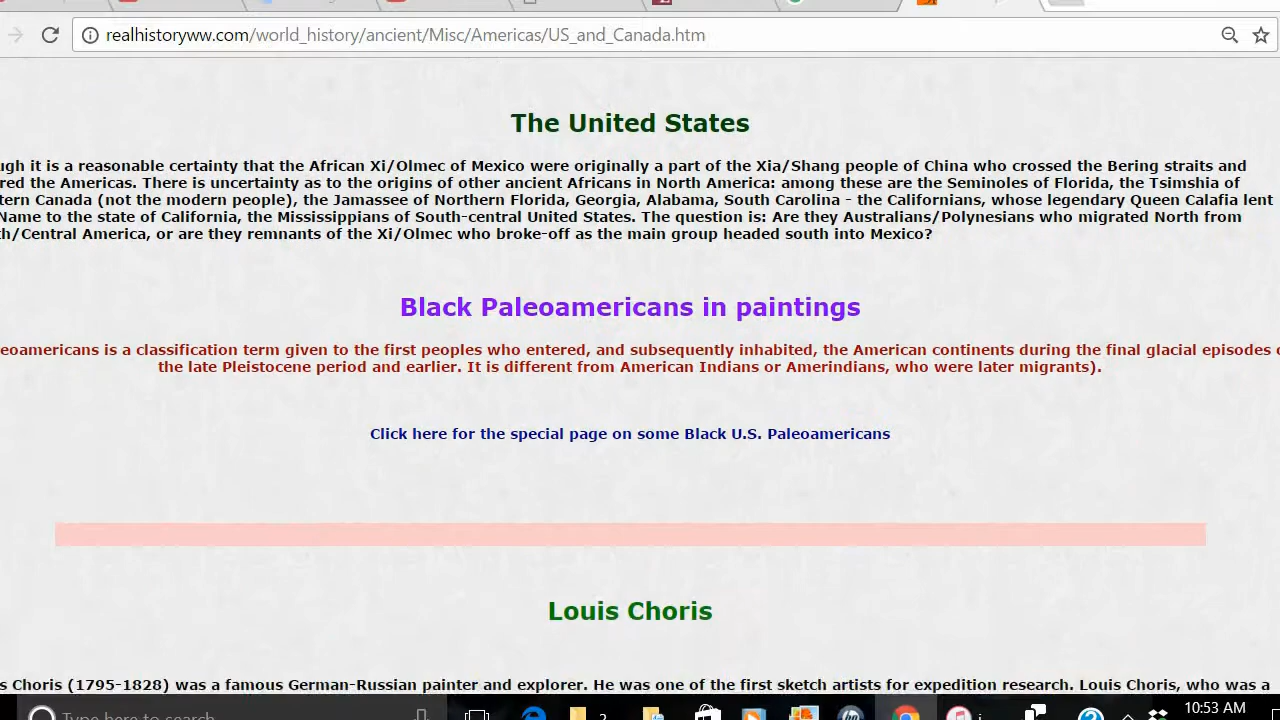 realhistoryww.com/world_history/ancient/Misc/Americas/US_and_Canada.htm
The United States
it is a reasonable certainty that the African Xi/Olmec of Mexico were originally a part of the Xia/Shang people of China who crossed the Bering straits and
the Americas. There is uncertainty as to the origins of other ancient Africans in North America: among these are the Seminoles of Florida, the Tsimshia of
Canada (not the modern people), the Jamassee of Northern Florida, Georgia, Alabama, South Carolina - the Californians, whose legendary Queen Calafia lent
Name to the state of California, the Mississippians of South-central United States. The question is: Are they Australians/Polynesians who migrated North from
/Central America, or are they remnants of the Xi/Olmec who broke-off as the main group headed south into Mexico?
Black Paleoamericans in paintings
eoamericans is a classification term given to the first peoples who entered, and subsequently inhabited, the American continents during the final glacial episodes
the late Pleistocene period and earlier. It is different from American Indians or Amerindians, who were later migrants).
Click here for the special page on some Black U.S. Paleoamericans
Louis Choris
s Choris (1795-1828) was a famous German-Russian painter and explorer. He was one of the first sketch artists for expedition research. Louis Choris, who was a
Type here to search
10:53 AM